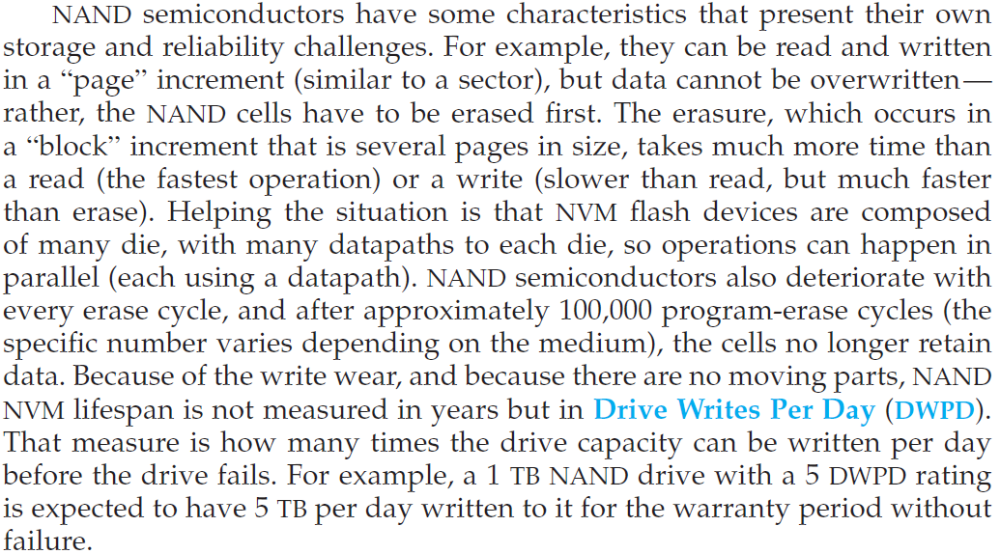 NAND semiconductors have some characteristics that present their own
storage and reliability challenges. For example, they can be read and written
in a “page” increment (similar to a sector), but data cannot be overwritten—
rather, the NAND cells have to be erased first. The erasure, which occurs in
a “block” increment that is several pages in size, takes much more time than
a read (the fastest operation) or a write (slower than read, but much faster
than erase). Helping the situation is that NVM flash devices are composed
of many die, with many datapaths to each die, so operations can happen in
parallel (each using a datapath). NAND semiconductors also deteriorate with
every erase cycle, and after approximately 100,000 program-erase cycles (the
specific number varies depending on the medium), the cells no longer retain
data. Because of the write wear, and because there are no moving parts, NAND
NVM lifespan is not measured in years but in Drive Writes Per Day (DWPD).
That measure is how many times the drive capacity can be written per day
before the drive fails. For example, a 1 TB NAND drive with a 5 DWPD rating
is expected to have 5 TB per day written to it for the warranty period without
failure.